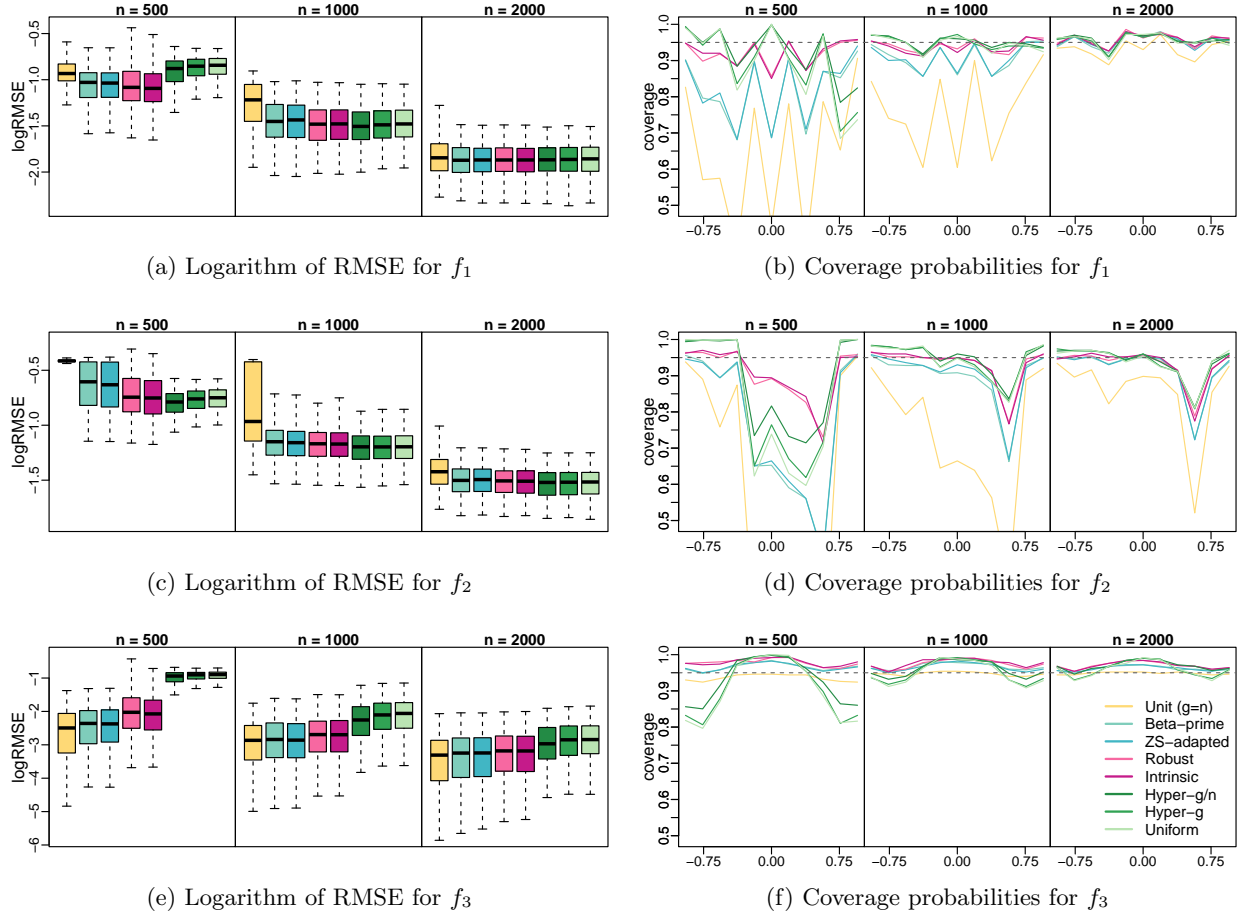 n = 500 n = 1000 n = 2000
logRMSE
−0.5
−1.0
−1.5
−2.0
(a) Logarithm of RMSE for f1
n = 500 n = 1000 n = 2000
coverage
1.0
0.9
0.8
0.7
0.6
0.5
−0.75 0.00 0.75 −0.75 0.00 0.75 −0.75 0.00 0.75
(b) Coverage probabilities for f1
n = 500 n = 1000 n = 2000
logRMSE
−0.5
−1.0
−1.5
(c) Logarithm of RMSE for f2
n = 500 n = 1000 n = 2000
coverage
1.0
0.9
0.8
0.7
0.6
0.5
−0.75 0.00 0.75 −0.75 0.00 0.75 −0.75 0.00 0.75
(d) Coverage probabilities for f2
n = 500 n = 1000 n = 2000
logRMSE
−1
−2
−3
−4
−5
−6
(e) Logarithm of RMSE for f3
n = 500 n = 1000 n = 2000
coverage
1.0
0.9
0.8
0.7
0.6
0.5
Unit (g=n)
Beta−prime
ZS−adapted
Robust
Intrinsic
Hyper−g/n
Hyper−g
Uniform
−0.75 0.00 0.75 −0.75 0.00 0.75 −0.75 0.00 0.75
(f) Coverage probabilities for f3